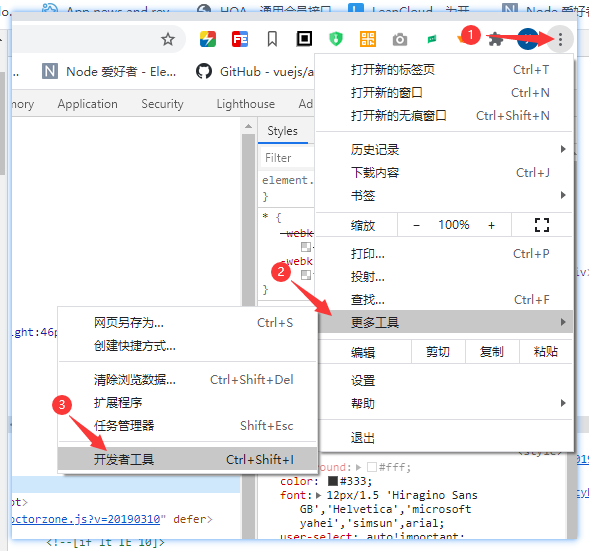 App news and rev
HOA 通用会员接口
LeanCloud
为开
Node 爱
1
Node 爱好者 - Ele...
GitHub - vuejs/a
mory Application Security Lighthouse Ad
Styles
Filter
element.
}
* {
-webk
-webk
}
打开新的标签页 Ctrl+T
打开新的窗口 Ctrl+N
打开新的无痕窗口 Ctrl+Shift+N
历史记录
下载内容 Ctrl+J
书签
缩放 − 100% +
打印... Ctrl+P
投射...
2
查找... Ctrl+F
更多工具
编辑 剪切 复制 粘贴
设置
帮助
退出
网页另存为... Ctrl+S
创建快捷方式...
ight:46p
清除浏览数据... Ctrl+Shift+Del
扩展程序
3
任务管理器 Shift+Esc
开发者工具 Ctrl+Shift+I
<style>
ound: #fff;
color: #333;
font: 12px/1.5 'Hiragino Sans
GB','Helvetica','microsoft
yahei','simsun',arial;
user-select: auto!important;
pt>
octorzone.js?v=20190310" defer>
<!--[if lt IE 10]>